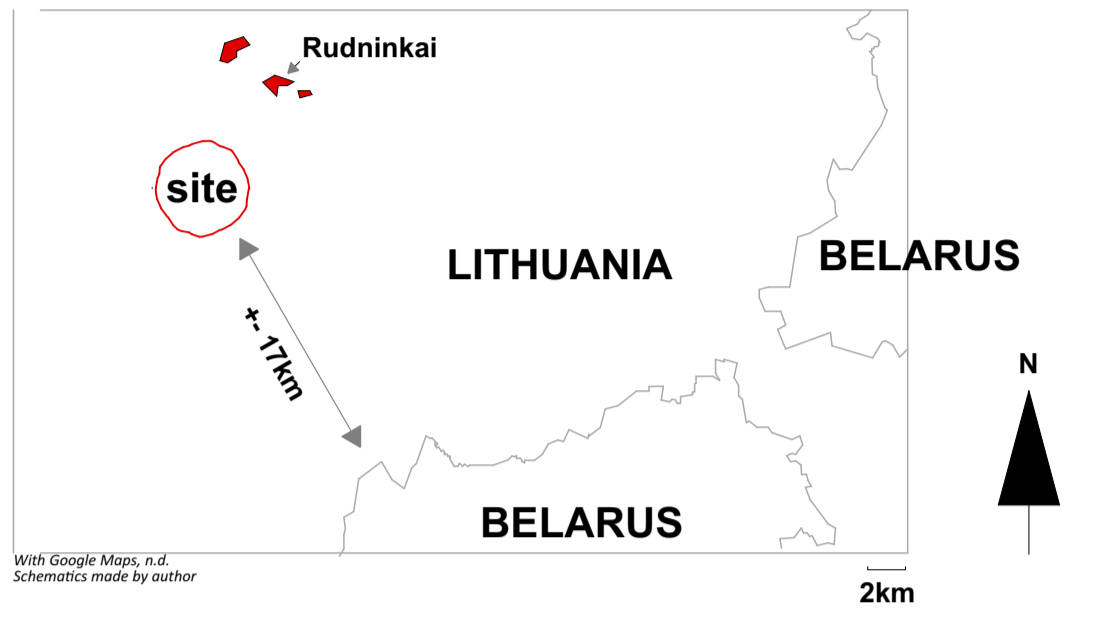 Rudninkai
site
LITHUANIA
BELARUS
+- 17km
N
BELARUS
With Google Maps, n.d.
Schematics made by author
2km